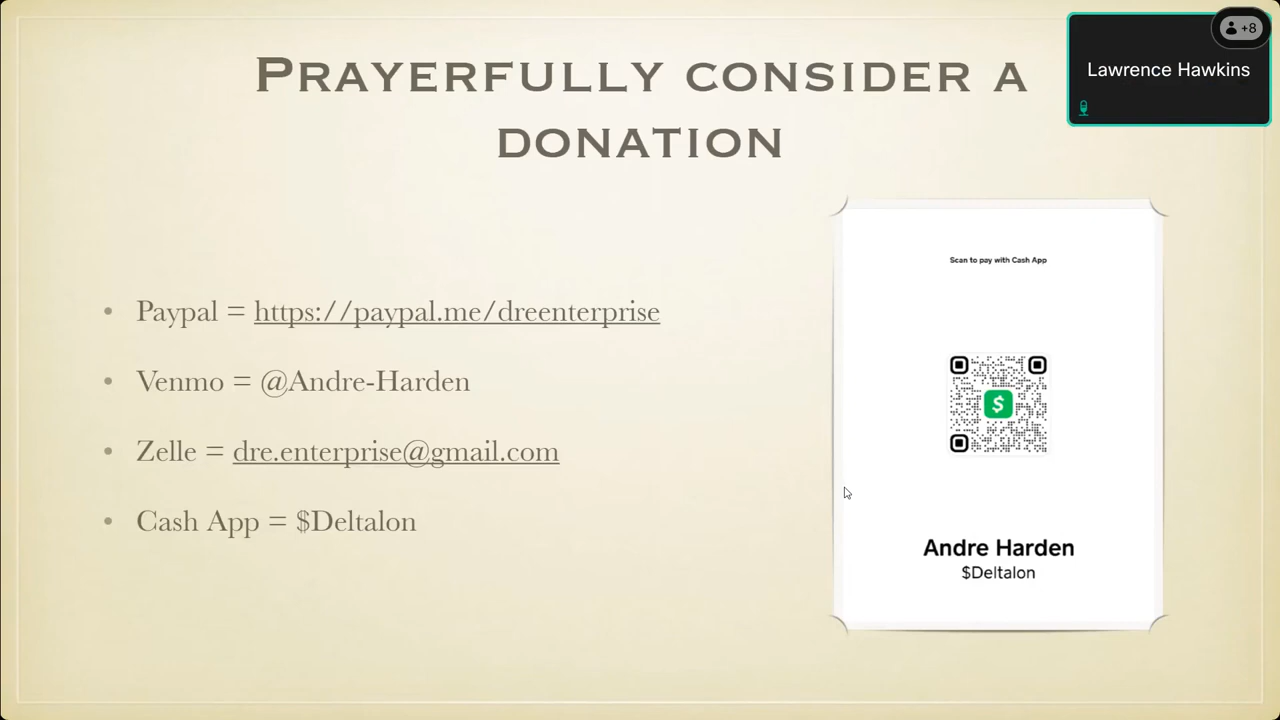 PRAYERFULLY CONSIDER A
DONATION
+8
Lawrence Hawkins
• Paypal = https://paypal.me/dreenterprise
• Venmo = @Andre-Harden
• Zelle = dre.enterprise@gmail.com
• Cash App = $Deltalon
Scan to pay with Cash App
$
Andre Harden
$Deltalon